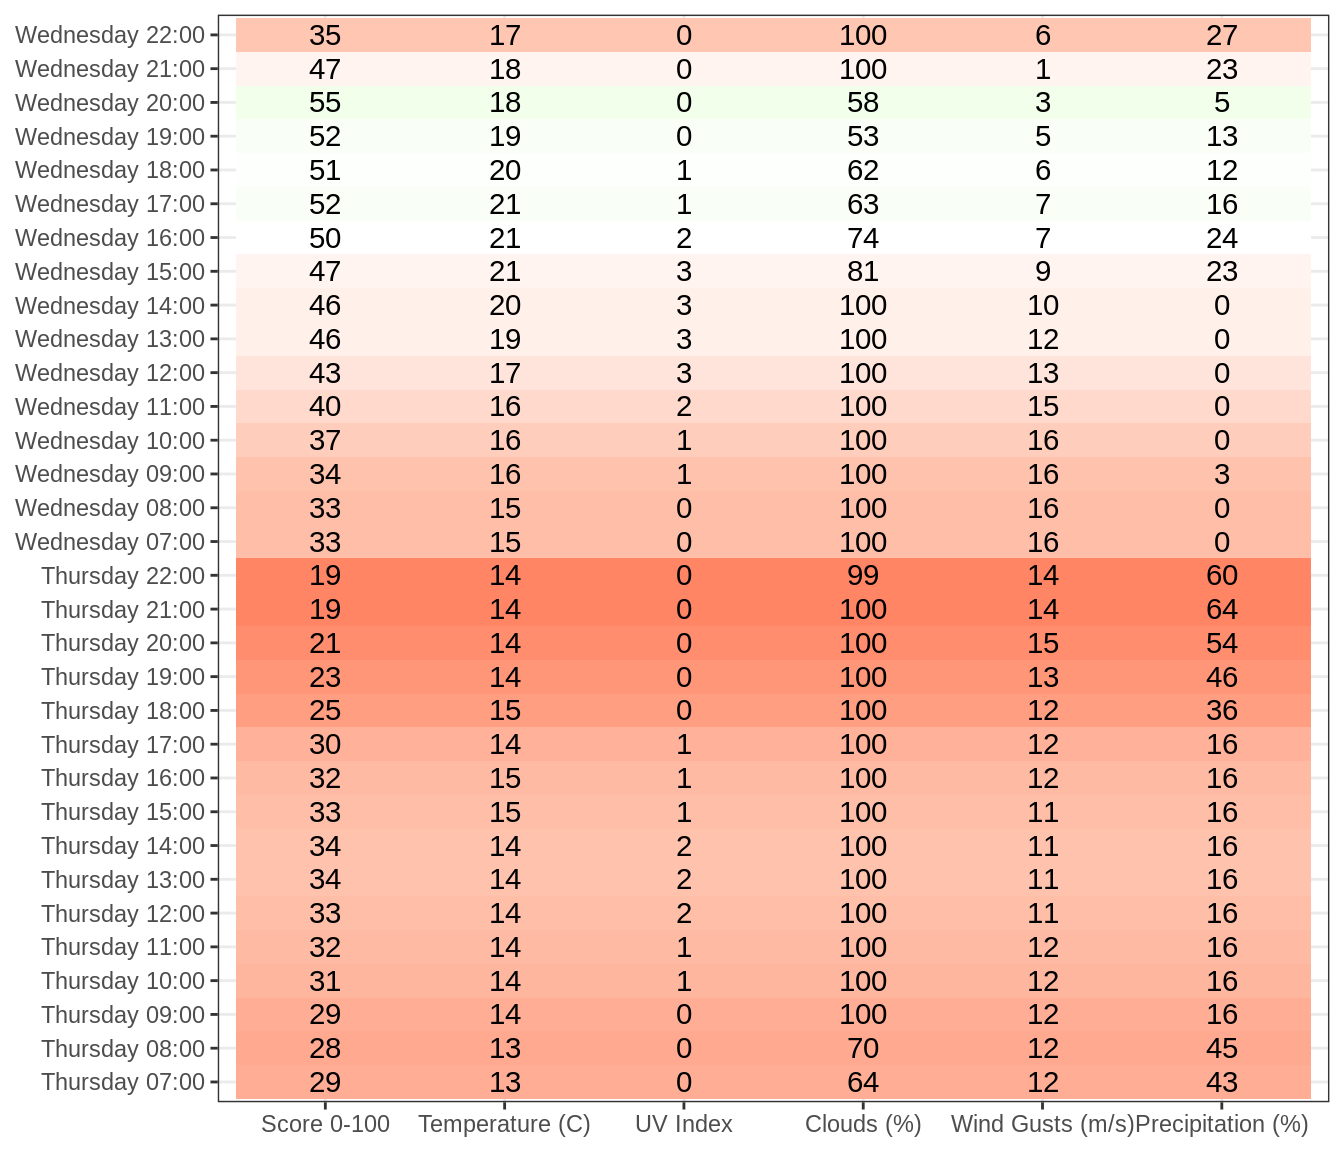 Wednesday 22:00 35 17 0 100 6 27
Wednesday 21:00 47 18 0 100 1 23
Wednesday 20:00 55 18 0 58 3 5
Wednesday 19:00 52 19 0 53 5 13
Wednesday 18:00 51 20 1 62 6 12
Wednesday 17:00 52 21 1 63 7 16
Wednesday 16:00 50 21 2 74 7 24
Wednesday 15:00 47 21 3 81 9 23
Wednesday 14:00 46 20 3 100 10 0
Wednesday 13:00 46 19 3 100 12 0
Wednesday 12:00 43 17 3 100 13 0
Wednesday 11:00 40 16 2 100 15 0
Wednesday 10:00 37 16 1 100 16 0
Wednesday 09:00 34 16 1 100 16 3
Wednesday 08:00 33 15 0 100 16 0
Wednesday 07:00 33 15 0 100 16 0
Thursday 22:00 19 14 0 99 14 60
Thursday 21:00 19 14 0 100 14 64
Thursday 20:00 21 14 0 100 15 54
Thursday 19:00 23 14 0 100 13 46
Thursday 18:00 25 15 0 100 12 36
Thursday 17:00 30 14 1 100 12 16
Thursday 16:00 32 15 1 100 12 16
Thursday 15:00 33 15 1 100 11 16
Thursday 14:00 34 14 2 100 11 16
Thursday 13:00 34 14 2 100 11 16
Thursday 12:00 33 14 2 100 11 16
Thursday 11:00 32 14 1 100 12 16
Thursday 10:00 31 14 1 100 12 16
Thursday 09:00 29 14 0 100 12 16
Thursday 08:00 28 13 0 70 12 45
Thursday 07:00 29 13 0 64 12 43
Score 0-100 Temperature (C) UV Index Clouds (%) Wind Gusts (m/s) Precipitation (%)